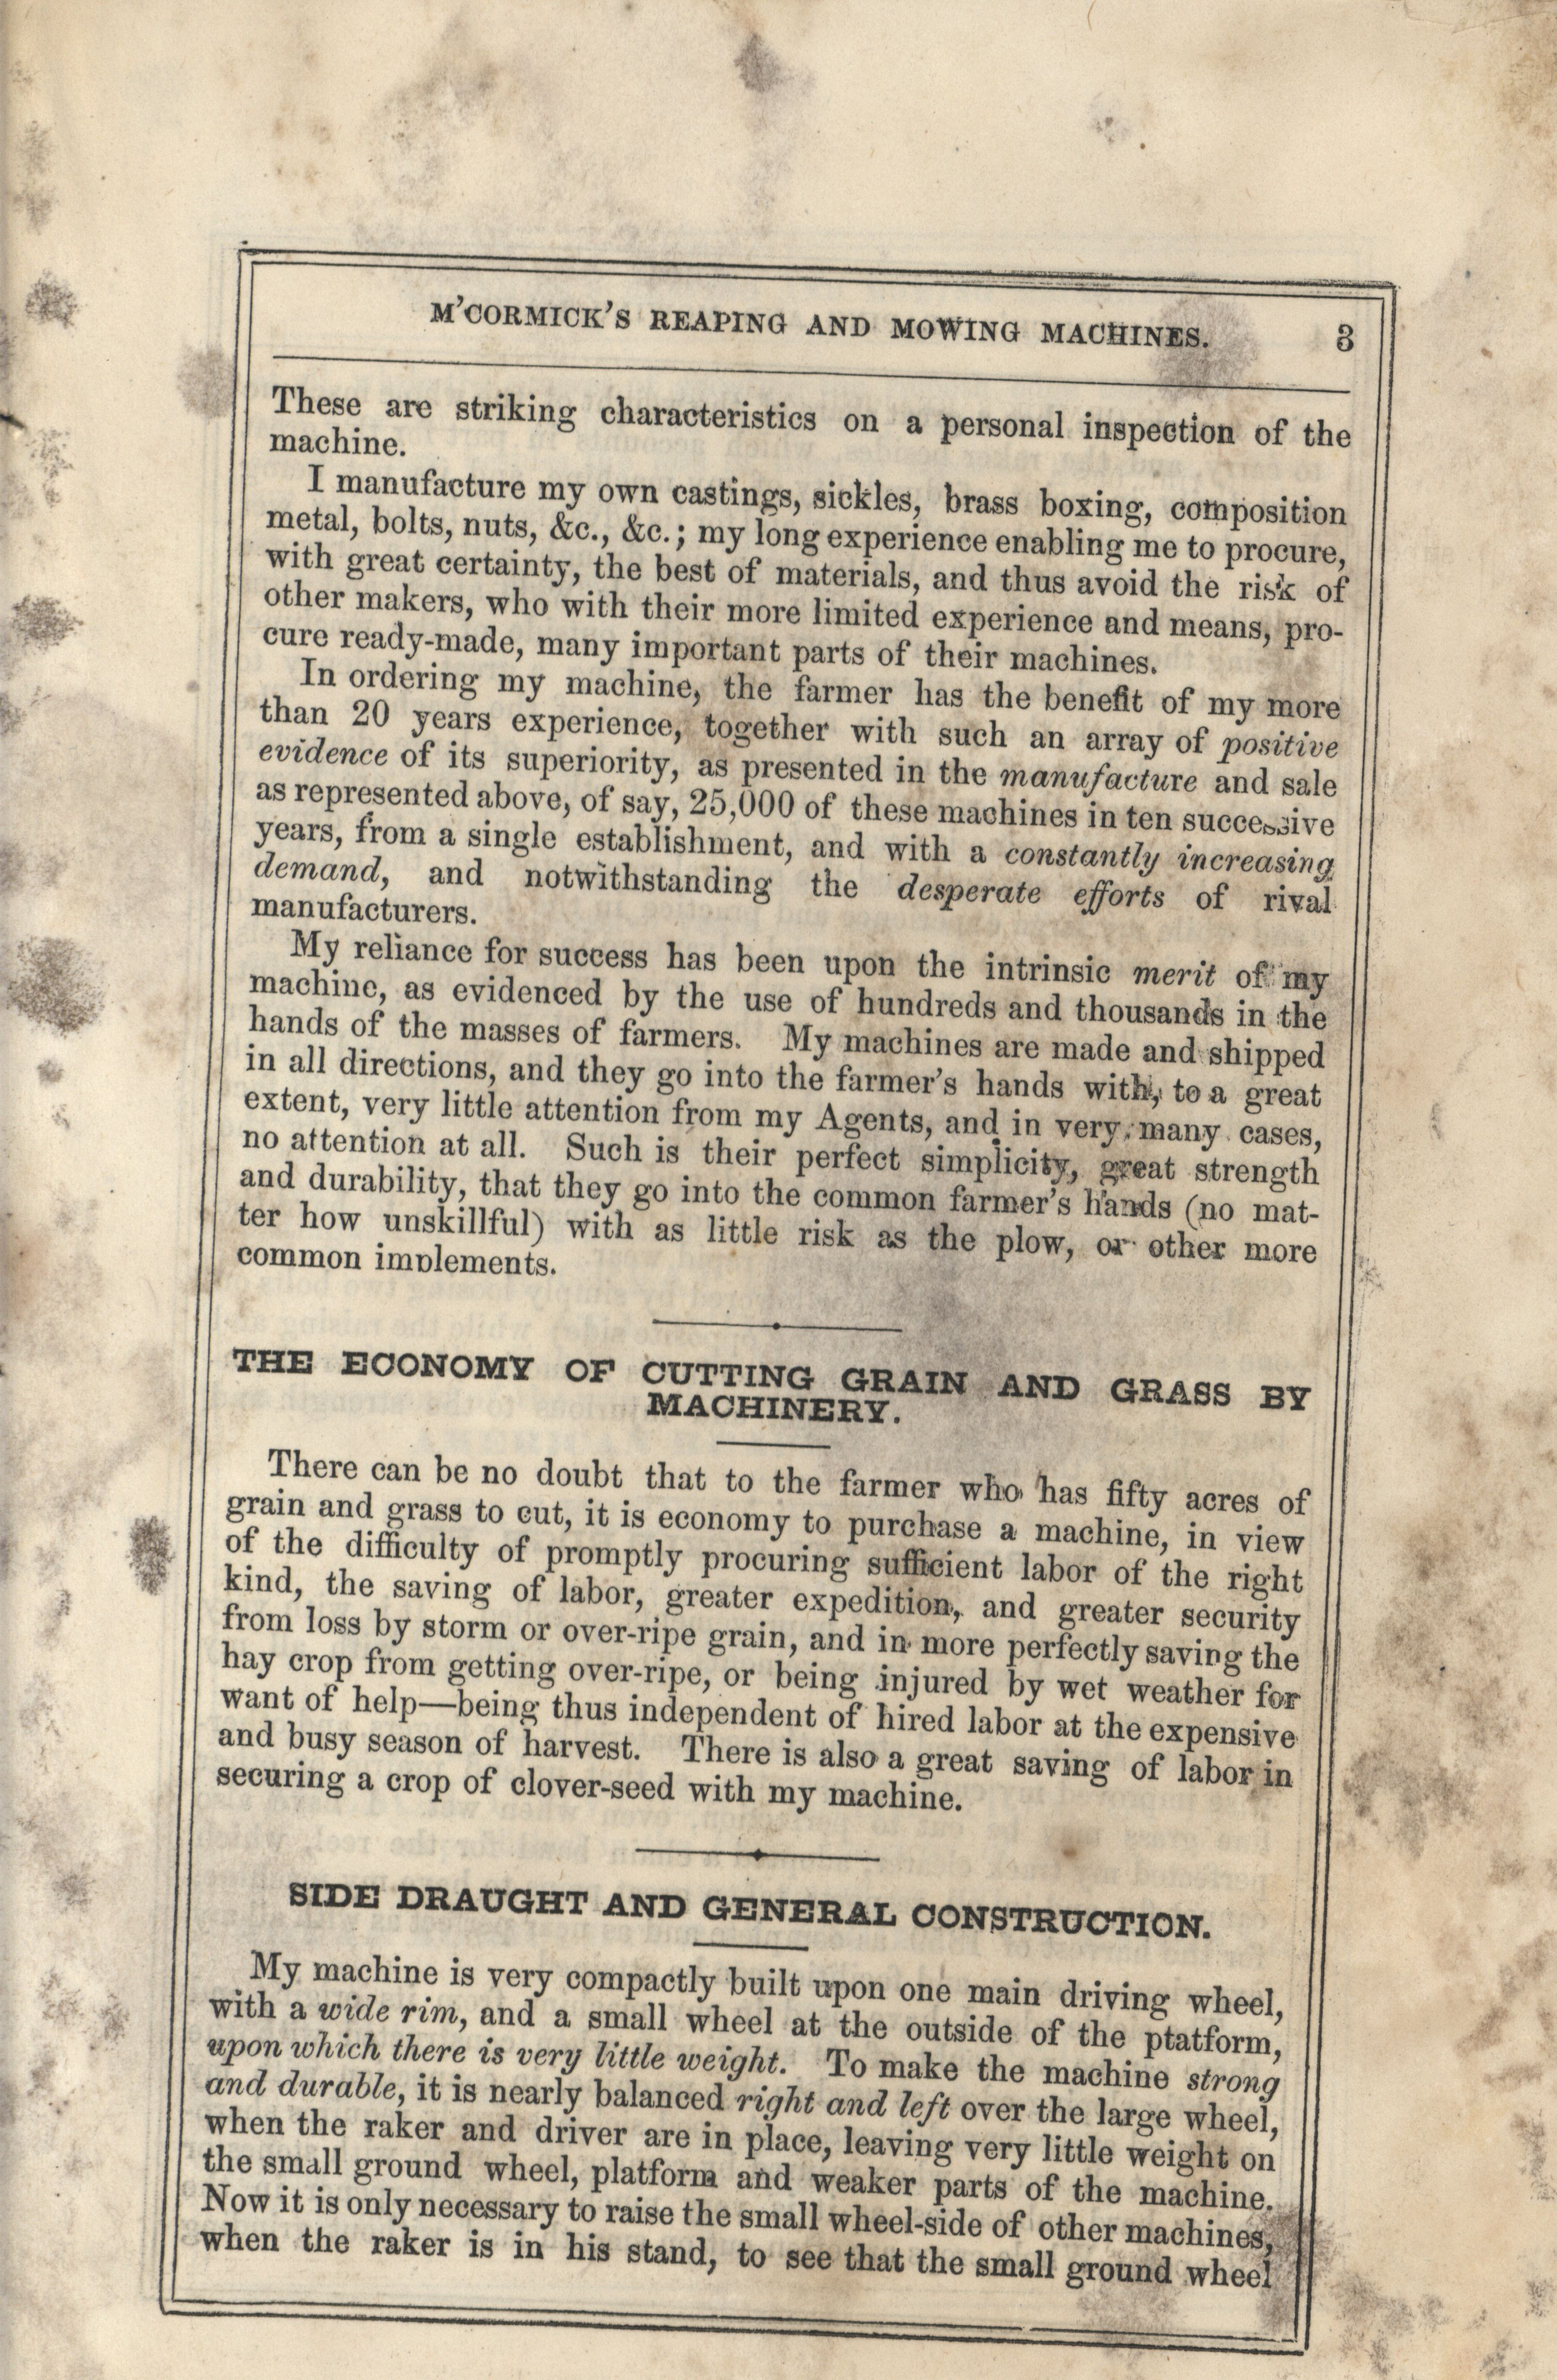 M'CORMICK'S REAPING AND MOWING MACHINES. 3
These are striking characteristics on a personal inspection of the
machine.
I manufacture my own castings, sickles, brass boxing, composition
metal, bolts, nuts, &c., &c.; my long experience enabling me to procure,
with great certainty, the best of materials, and thus avoid the risk of
other makers, who with their more limited experience and means, pro-
cure ready-made, many important parts of their machines.
In ordering my machine, the farmer has the benefit of my more
than 20 years experience, together with such an array of positive
evidence of its superiority, as presented in the manufacture and sale
as represented above, of say, 25,000 of these machines in ten successive
years, from a single establishment, and with a constantly increasing
demand, and notwithstanding the desperate efforts of rival
manufacturers.
My reliance for success has been upon the intrinsic merit of my
machine, as evidenced by the use of hundreds and thousands in the
hands of the masses of farmers. My machines are made and shipped
in all directions, and they go into the farmer's hands with, to a great
extent, very little attention from my Agents, and in very many cases,
no attention at all. Such is their perfect simplicity, great strength
and durability, that they go into the common farmer's hands (no mat-
ter how unskillful) with as little risk as the plow, or other more
common implements.
THE ECONOMY OF CUTTING GRAIN AND GRASS BY
MACHINERY.
There can be no doubt that to the farmer who has fifty acres of
grain and grass to cut, it is economy to purchase a machine, in view
of the difficulty of promptly procuring sufficient labor of the right
kind, the saving of labor, greater expedition, and greater security
from loss by storm or over-ripe grain, and in more perfectly saving the
hay crop from getting over-ripe, or being injured by wet weather for
want of help—being thus independent of hired labor at the expensive
and busy season of harvest. There is also a great saving of labor in
securing a crop of clover-seed with my machine.
SIDE DRAUGHT AND GENERAL CONSTRUCTION.
My machine is very compactly built upon one main driving wheel,
with a wide rim, and a small wheel at the outside of the ptatform,
upon which there is very little weight. To make the machine strong
and durable, it is nearly balanced right and left over the large wheel,
when the raker and driver are in place, leaving very little weight on
the small ground wheel, platform and weaker parts of the machine.
Now it is only necessary to raise the small wheel-side of other machines,
when the raker is in his stand, to see that the small ground wheel